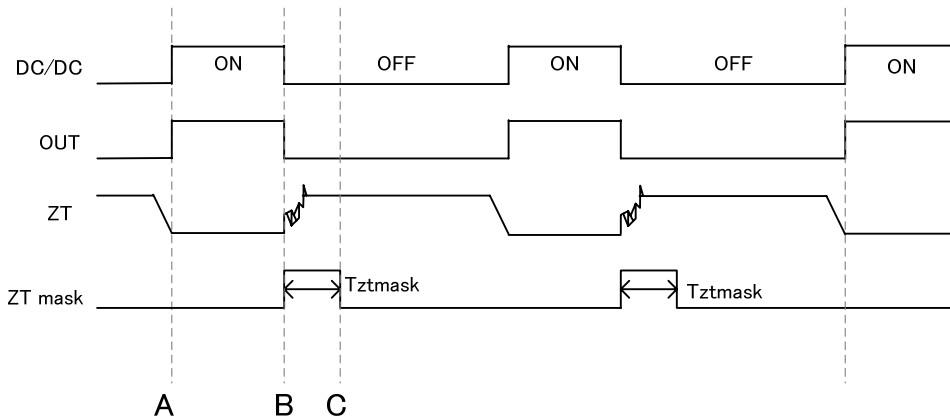 DC/DC ON OFF ON OFF ON
OUT
ZT
ZT mask Tztmask Tztmask
A B C